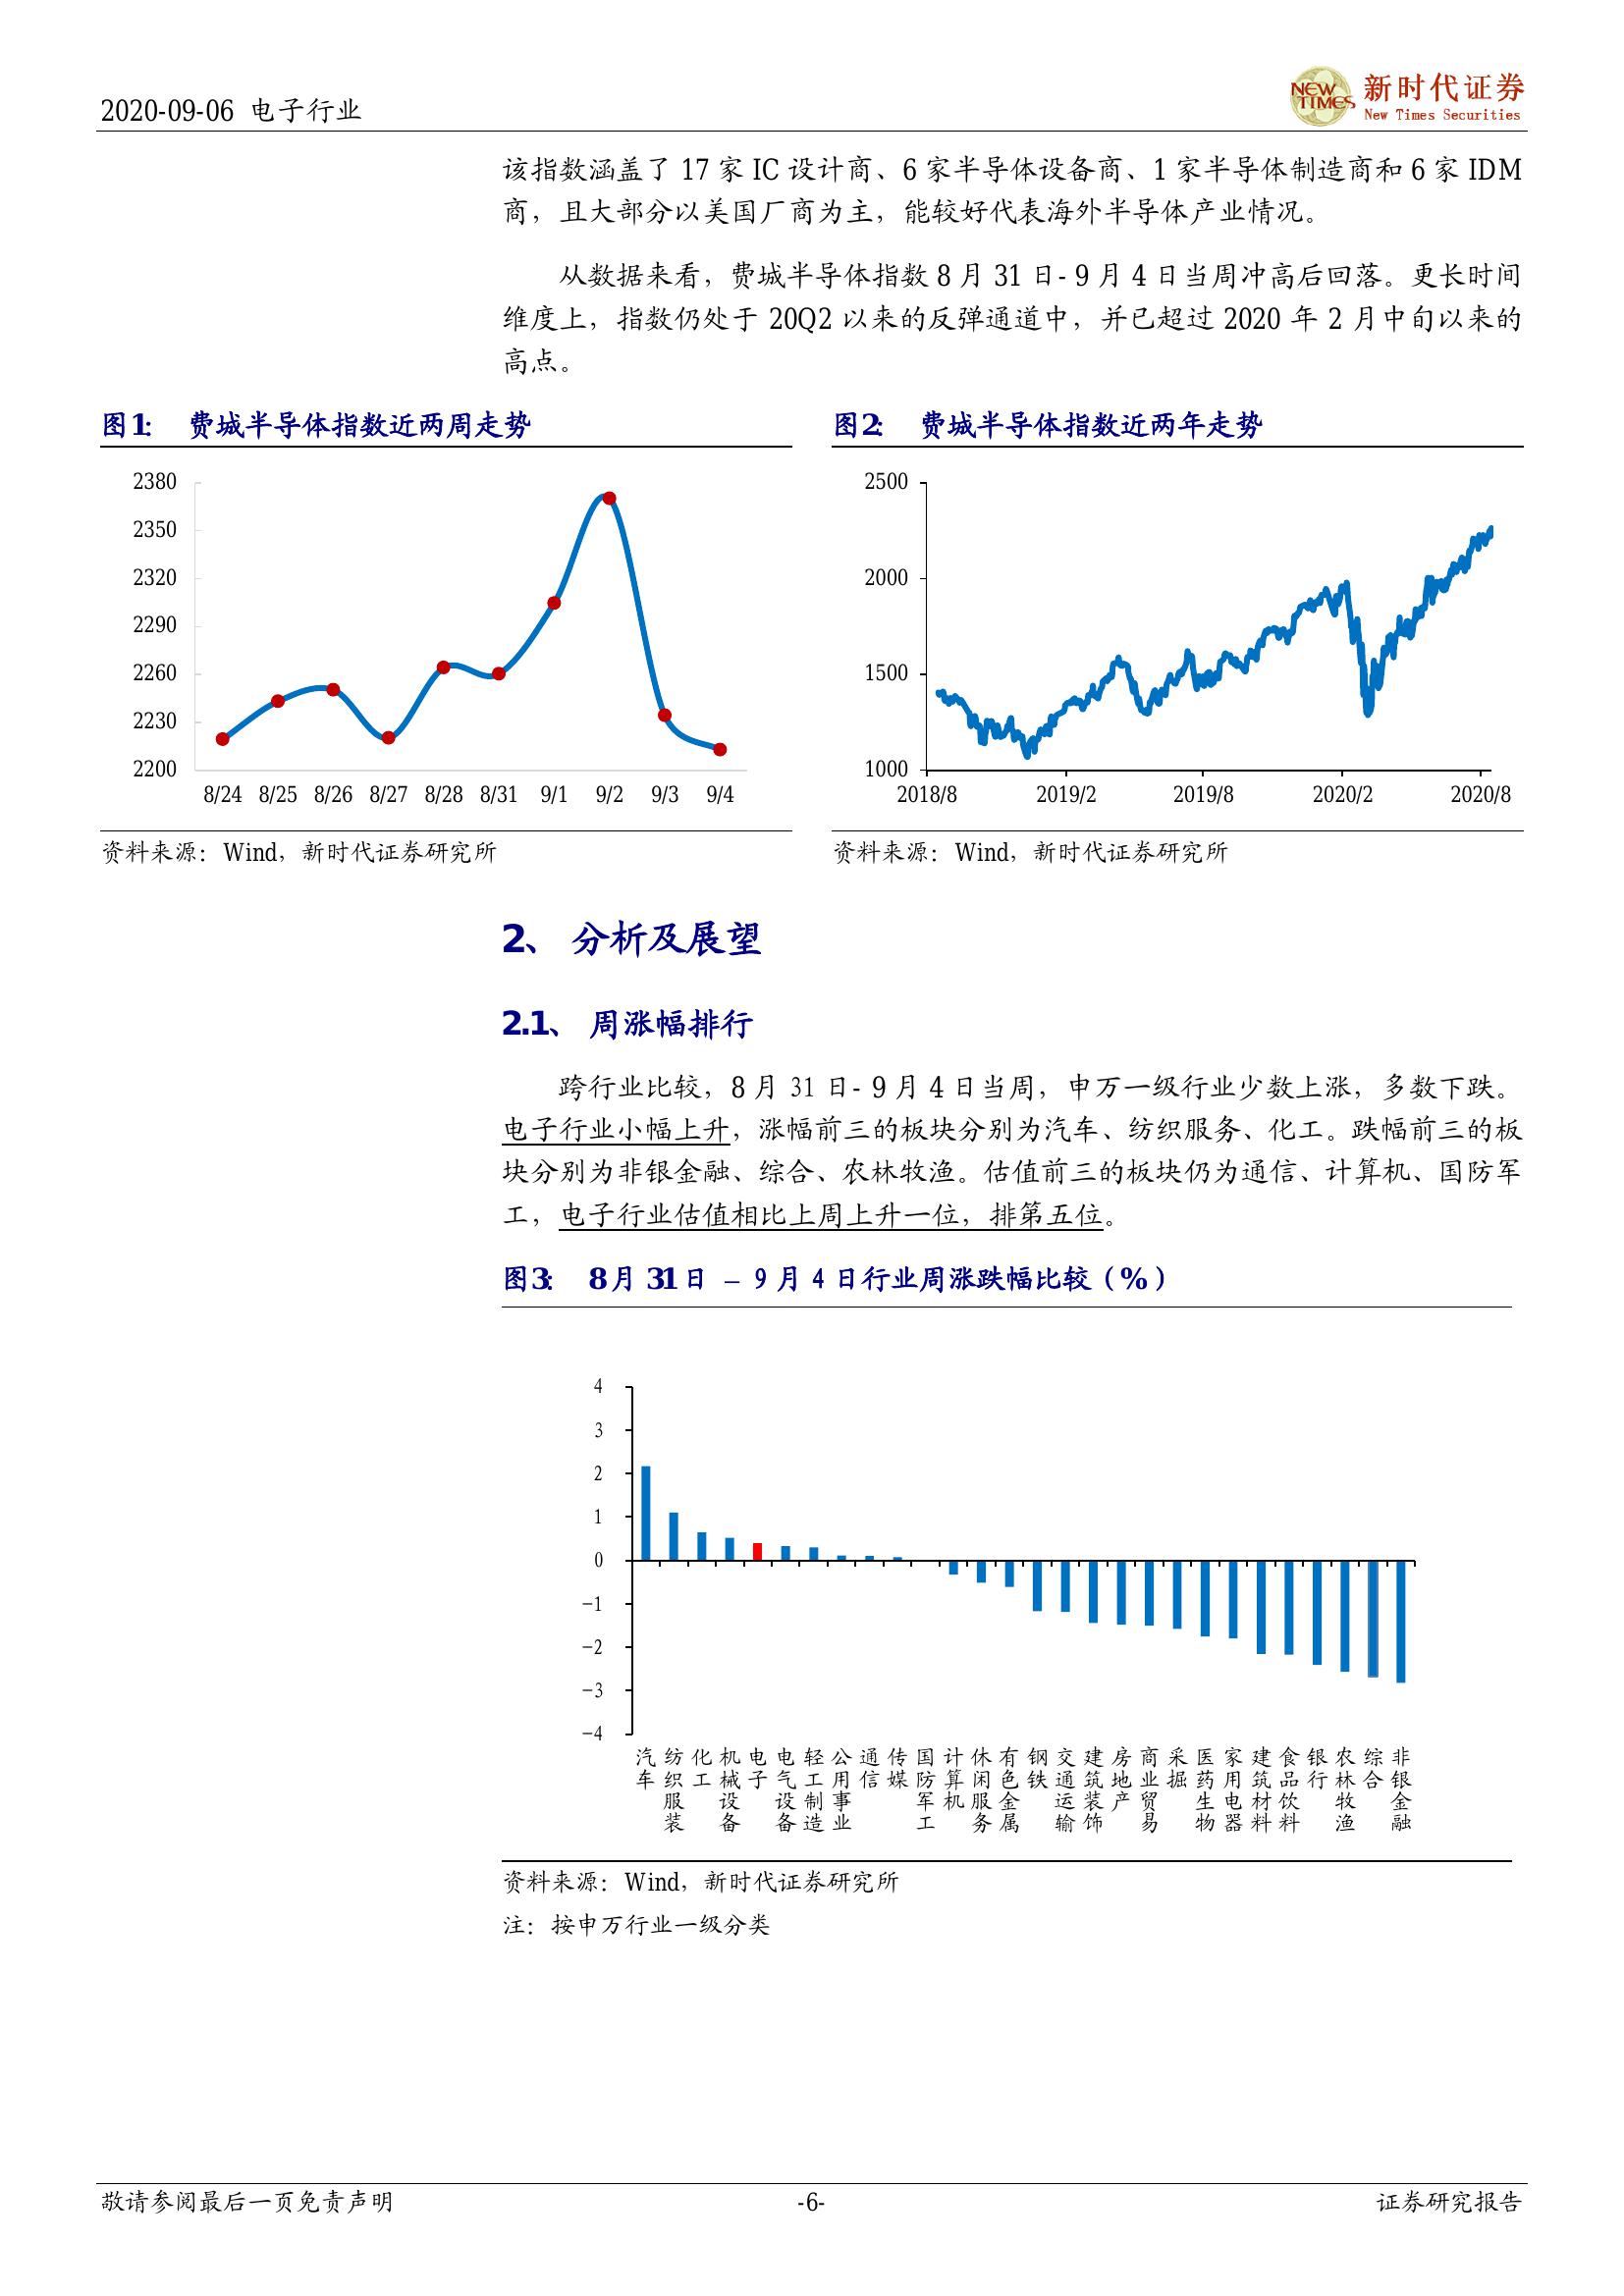 2020-09-06 电子行业
NEW TIMES 新时代证券
New Times Securities
该指数涵盖了 17 家 IC 设计商、6 家半导体设备商、1 家半导体制造商和 6 家 IDM
商，且大部分以美国厂商为主，能较好代表海外半导体产业情况。
从数据来看，费城半导体指数 8 月 31 日- 9 月 4 日当周冲高后回落。更长时间
维度上，指数仍处于 20Q2 以来的反弹通道中，并已超过 2020 年 2 月中旬以来的
高点。
图1： 费城半导体指数近两周走势
2380
2350
2320
2290
2260
2230
2200
8/24 8/25 8/26 8/27 8/28 8/31 9/1 9/2 9/3 9/4
资料来源：Wind，新时代证券研究所
图2： 费城半导体指数近两年走势
2500
2000
1500
1000
2018/8 2019/2 2019/8 2020/2 2020/8
资料来源：Wind，新时代证券研究所
2、 分析及展望
2.1、 周涨幅排行
跨行业比较，8 月 31 日- 9 月 4 日当周，申万一级行业少数上涨，多数下跌。
电子行业小幅上升，涨幅前三的板块分别为汽车、纺织服务、化工。跌幅前三的板
块分别为非银金融、综合、农林牧渔。估值前三的板块仍为通信、计算机、国防军
工，电子行业估值相比上周上升一位，排第五位。
图3： 8月 31日 – 9 月 4 日行业周涨跌幅比较（%）
4
3
2
1
0
−1
−2
−3
−4
汽车 纺织服装 化工 机械设备 电子 电气设备 轻工制造 公用事业 通信 传媒 国防军工 计算机 休闲服务 有色金属 钢铁 交通运输 建筑装饰 房地产 商业贸易 采掘 医药生物 家用电器 建筑材料 食品饮料 银行 农林牧渔 综合 非银金融
资料来源：Wind，新时代证券研究所
注：按申万行业一级分类
敬请参阅最后一页免责声明 -6- 证券研究报告